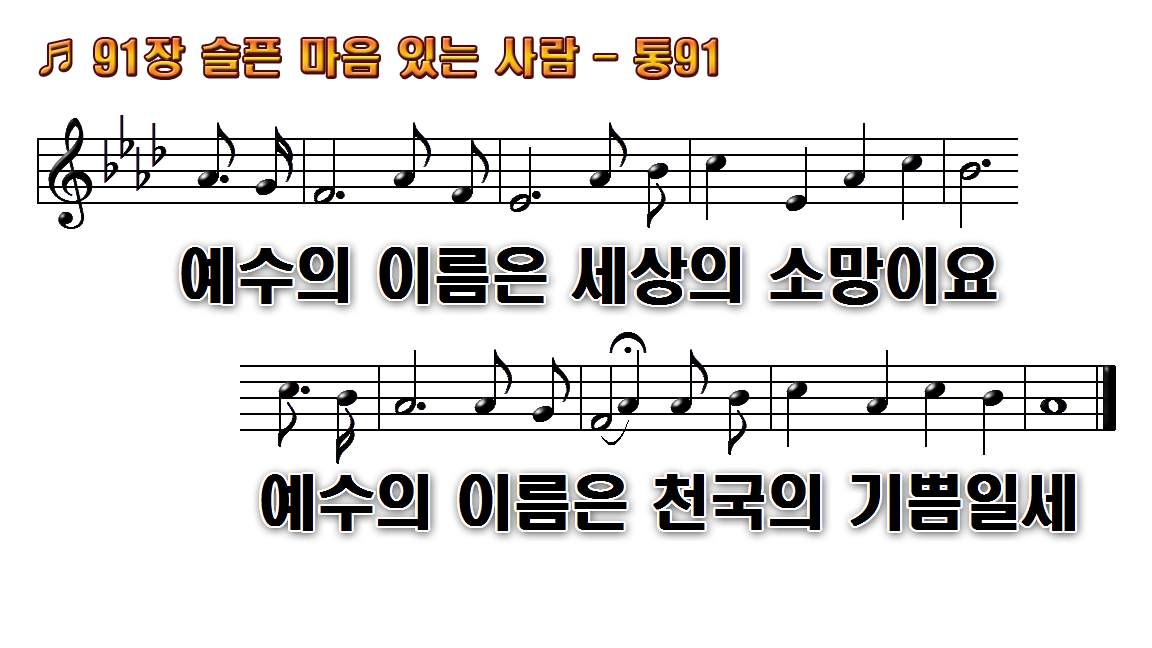 ♬ 91장 슬픈 마음 있는 사람 - 통91
예수의 이름은 세상의 소망이요
예수의 이름은 천국의 기쁨일세